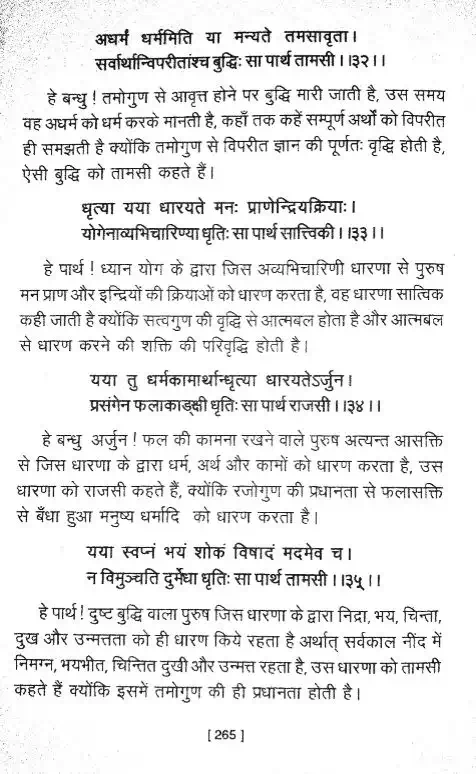 अधर्मं धर्ममिति या मन्यते तमसावृता।
सर्वार्थान्विपरीतांश्च बुद्धिः सा पार्थ तामसी।।३२।।
हे बन्धु ! तमोगुण से आवृत्त होने पर बुद्धि मारी जाती है, उस समय
वह अधर्म को धर्म करके मानती है, कहाँ तक कहें सम्पूर्ण अर्थों को विपरीत
ही समझती है क्योंकि तमोगुण से विपरीत ज्ञान की पूर्णतः वृद्धि होती है,
ऐसी बुद्धि को तामसी कहते हैं।
धृत्या यया धारयते मनः प्राणेन्द्रियक्रियाः।
योगेनाव्यभिचारिण्या धृतिः सा पार्थ सात्त्विकी।।३३।।
हे पार्थ ! ध्यान योग के द्वारा जिस अव्यभिचारिणी धारणा से पुरुष
मन प्राण और इन्द्रियों की क्रियाओं को धारण करता है, वह धारणा सात्विक
कही जाती है क्योंकि सत्वगुण की वृद्धि से आत्मबल होता है और आत्मबल
से धारण करने की शक्ति की परिवृद्धि होती है।
यया तु धर्मकामार्थान्धृत्या धारयतेऽर्जुन।
प्रसंगेन फलाकाङ्क्षी धृतिः सा पार्थ राजसी।।३४।।
हे बन्धु अर्जुन! फल की कामना रखने वाले पुरुष अत्यन्त आसक्ति
से जिस धारणा के द्वारा धर्म, अर्थ और कामों को धारण करता है, उस
धारणा को राजसी कहते हैं, क्योंकि रजोगुण की प्रधानता से फलासक्ति
से बँधा हुआ मनुष्य धर्मादि को धारण करता है।
यया स्वप्नं भयं शोकं विषादं मदमेव च।
न विमुञ्चति दुर्मेधा धृतिः सा पार्थ तामसी।।३५।।
हे पार्थ! दुष्ट बुद्धि वाला पुरुष जिस धारणा के द्वारा निद्रा, भय, चिन्ता,
दुख और उन्मत्तता को ही धारण किये रहता है अर्थात् सर्वकाल नींद में
निमग्न, भयभीत, चिन्तित दुखी और उन्मत्त रहता है, उस धारणा को तामसी
कहते हैं क्योंकि इसमें तमोगुण की ही प्रधानता होती है।
[ 265 ]